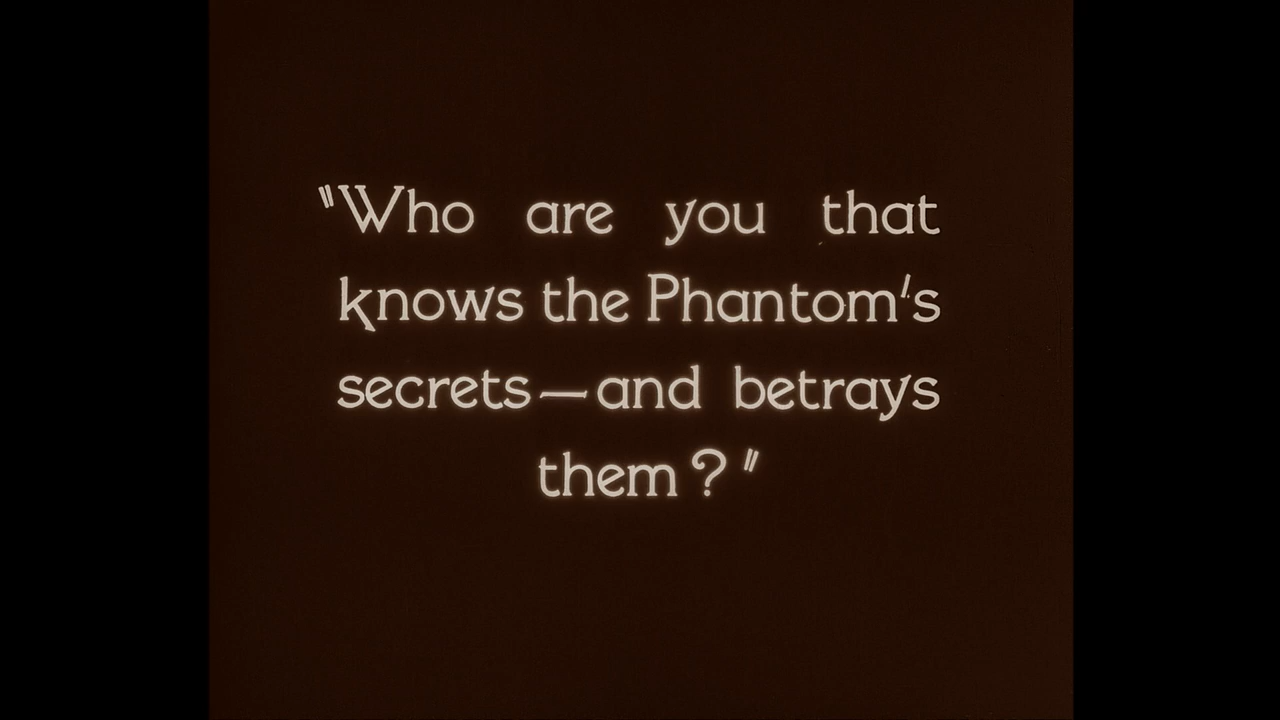 "Who are you that
knows the Phantom's
secrets—and betrays
them?"